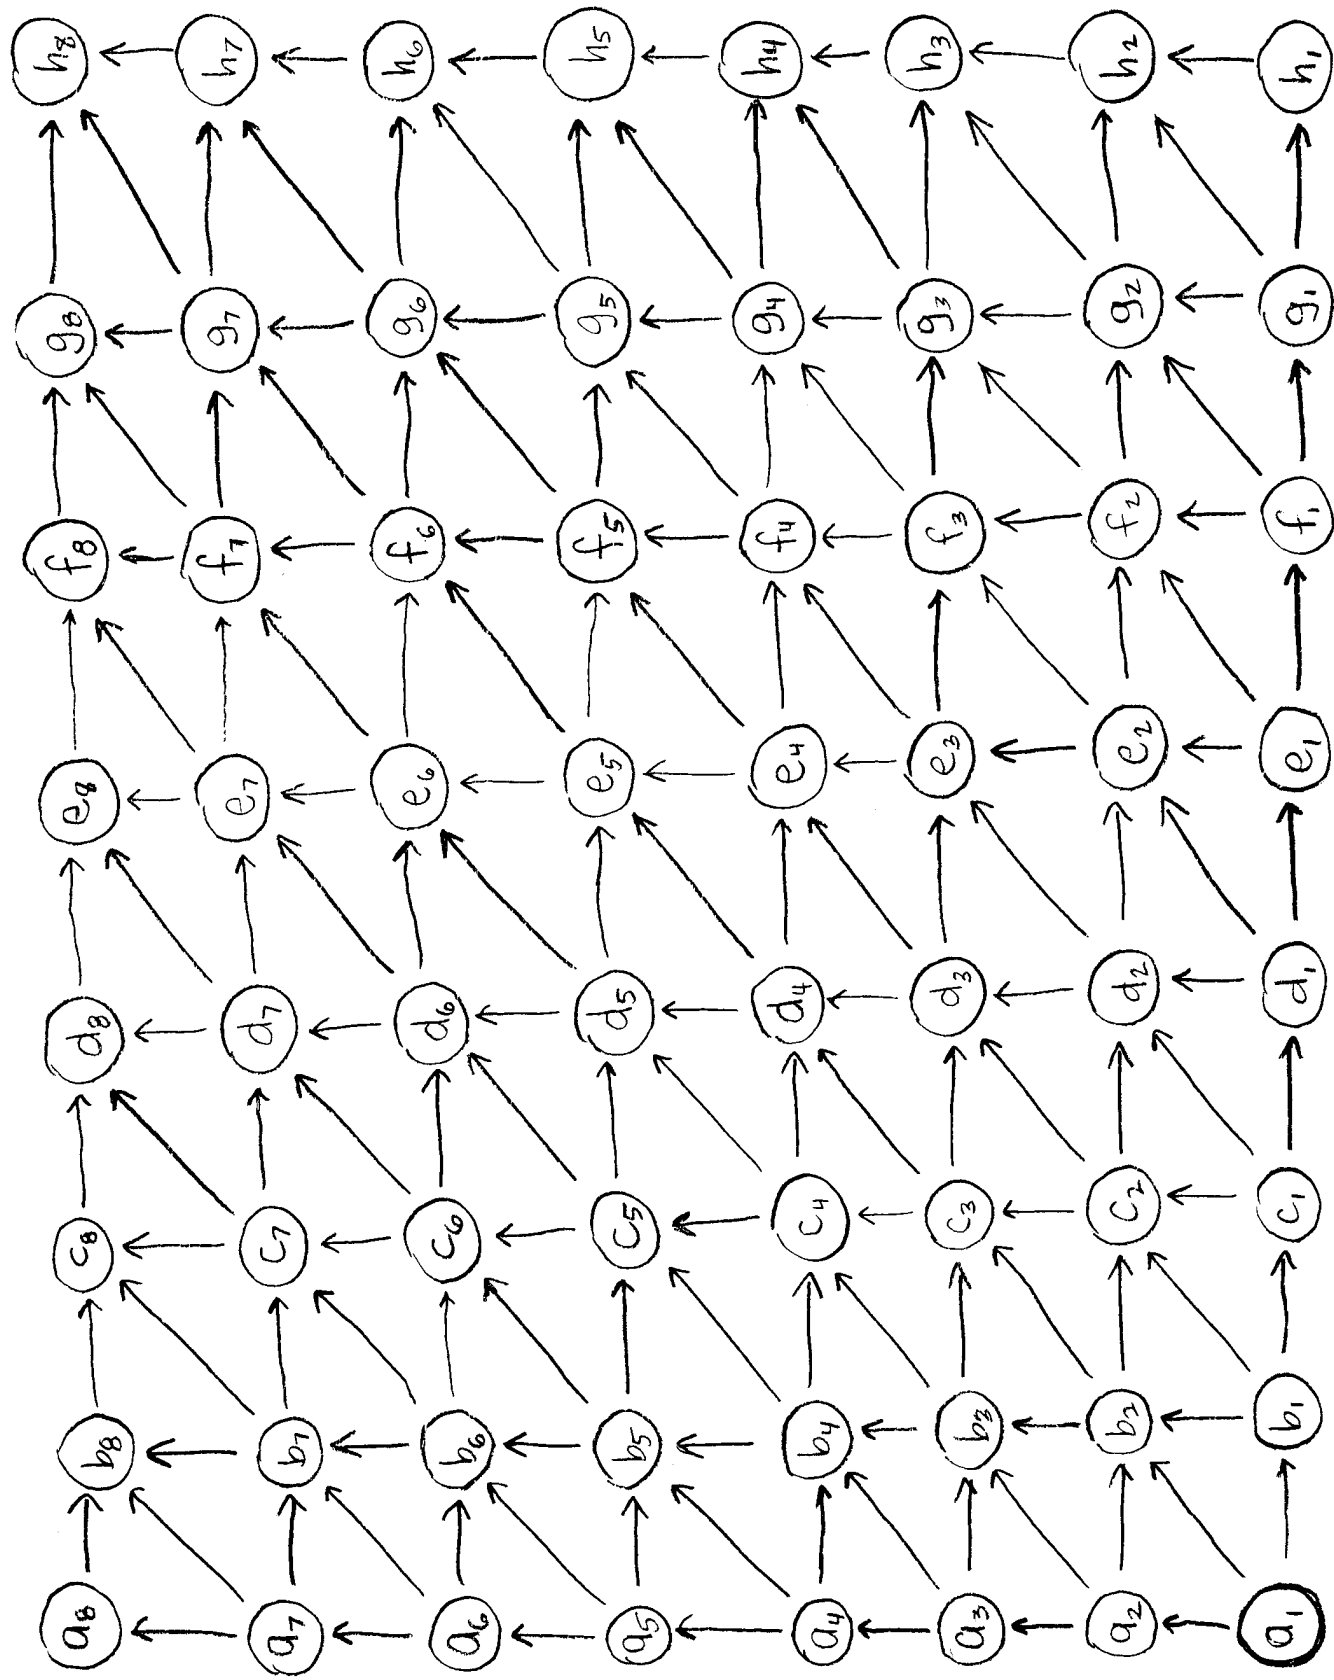 a8 b8 c8 d8 e8 f8 g8 h8
a7 b7 c7 d7 e7 f7 g7 h7
a6 b6 c6 d6 e6 f6 g6 h6
a5 b5 c5 d5 e5 f5 g5 h5
a4 b4 c4 d4 e4 f4 g4 h4
a3 b3 c3 d3 e3 f3 g3 h3
a2 b2 c2 d2 e2 f2 g2 h2
a1 b1 c1 d1 e1 f1 g1 h1